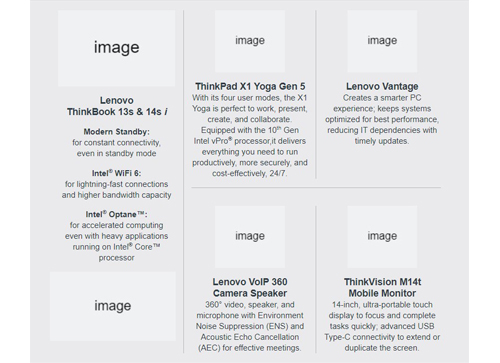 image
Lenovo
ThinkBook 13s & 14s i
Modern Standby:
for constant connectivity,
even in standby mode
Intel® WiFi 6:
for lightning-fast connections
and higher bandwidth capacity
Intel® Optane™:
for accelerated computing
even with heavy applications
running on Intel® Core™
processor
image
image
ThinkPad X1 Yoga Gen 5
With its four user modes, the X1
Yoga is perfect to work, present,
create, and collaborate.
Equipped with the 10th Gen
Intel vPro® processor,it delivers
everything you need to run
productively, more securely, and
cost-effectively, 24/7.
image
Lenovo Vantage
Creates a smarter PC
experience; keeps systems
optimized for best performance,
reducing IT dependencies with
timely updates.
image
Lenovo VoIP 360
Camera Speaker
360° video, speaker, and
microphone with Environment
Noise Suppression (ENS) and
Acoustic Echo Cancellation
(AEC) for effective meetings.
image
ThinkVision M14t
Mobile Monitor
14-inch, ultra-portable touch
display to focus and complete
tasks quickly; advanced USB
Type-C connectivity to extend or
duplicate the screen.